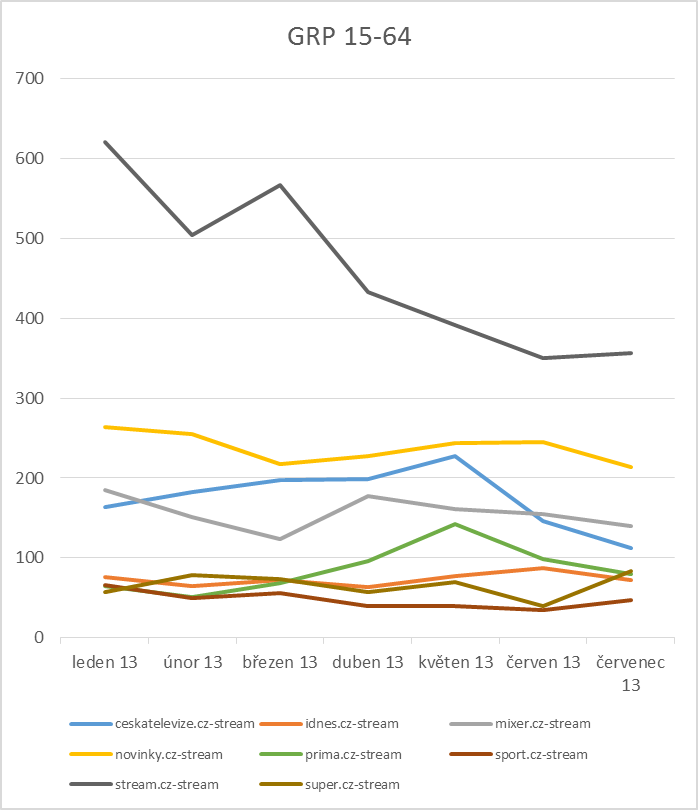 GRP 15-64
700
600
500
400
300
200
100
0
leden 13 únor 13 březen 13 duben 13 květen 13 červen 13 červenec
13
ceskatelevize.cz-stream idnes.cz-stream mixer.cz-stream
novinky.cz-stream prima.cz-stream sport.cz-stream
stream.cz-stream super.cz-stream